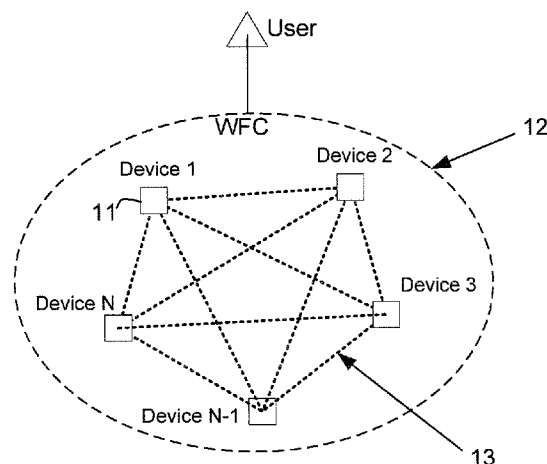 User
WFC
12
Device 1
Device 2
11
Device N
Device 3
Device N-1
13